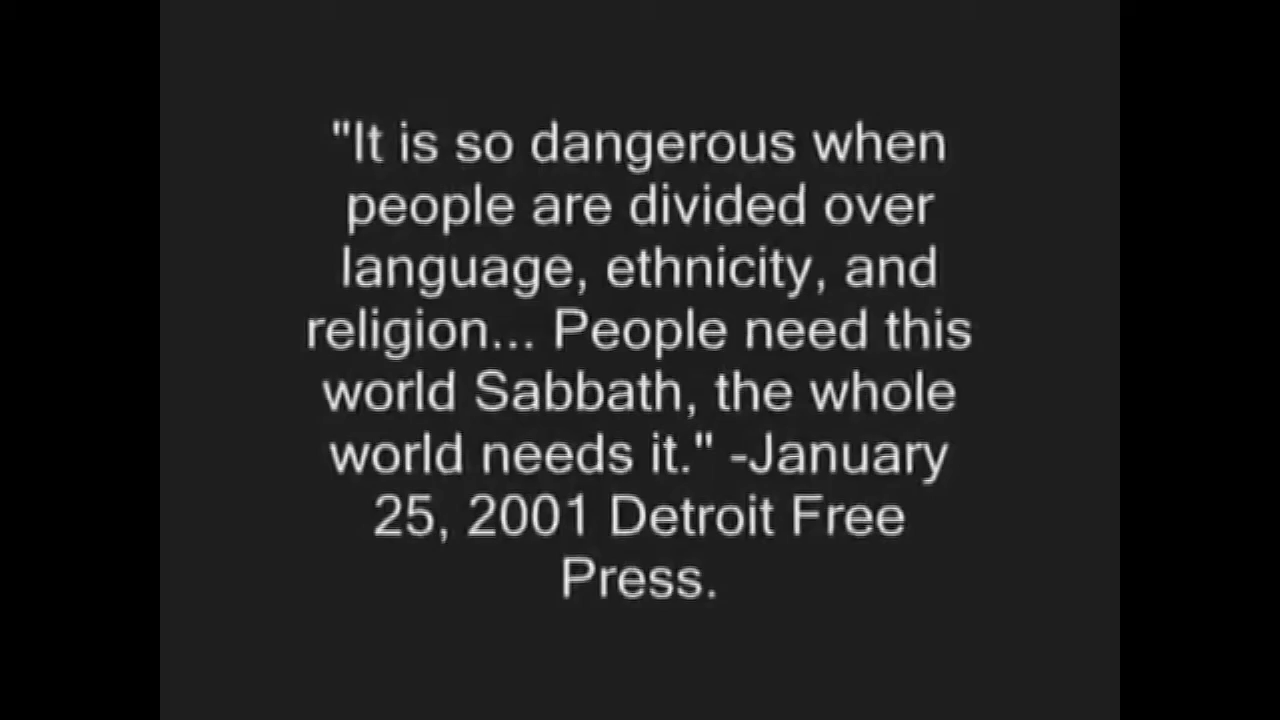 "It is so dangerous when
people are divided over
language, ethnicity, and
religion... People need this
world Sabbath, the whole
world needs it." -January
25, 2001 Detroit Free
Press.